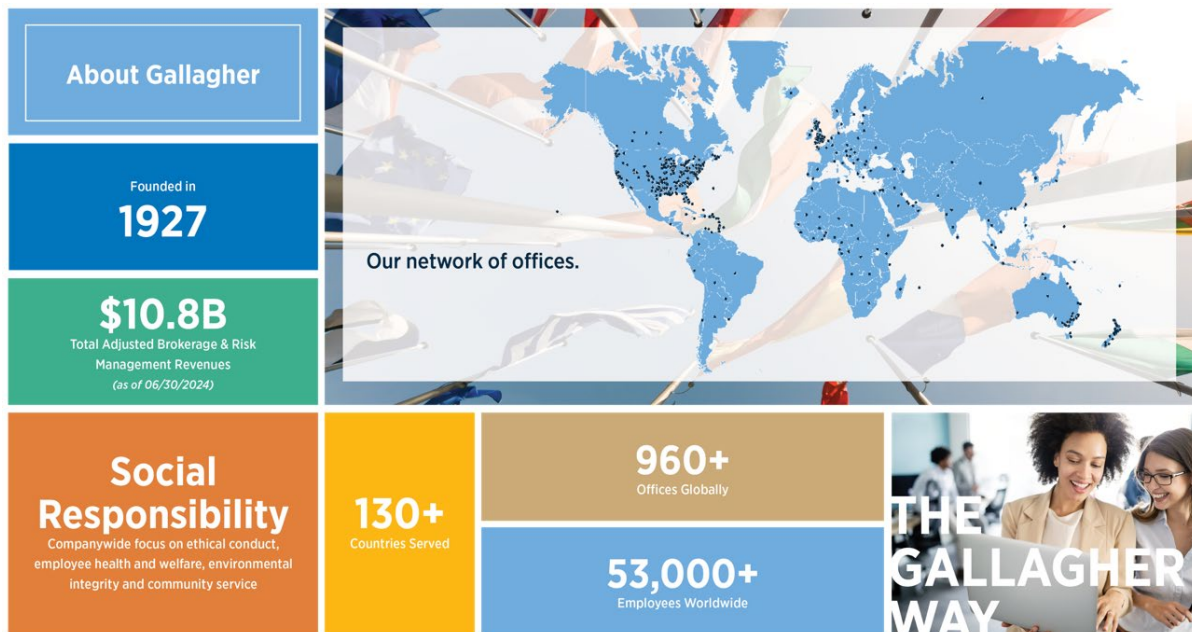 About Gallagher
Founded in
1927
$10.8B
Total Adjusted Brokerage & Risk
Management Revenues
(as of 06/30/2024)
Our network of offices.
Social
Responsibility
Companywide focus on ethical conduct,
employee health and welfare, environmental
integrity and community service
130+
Countries Served
960+
Offices Globally
53,000+
Employees Worldwide
THE
GALLAGHER
WAY